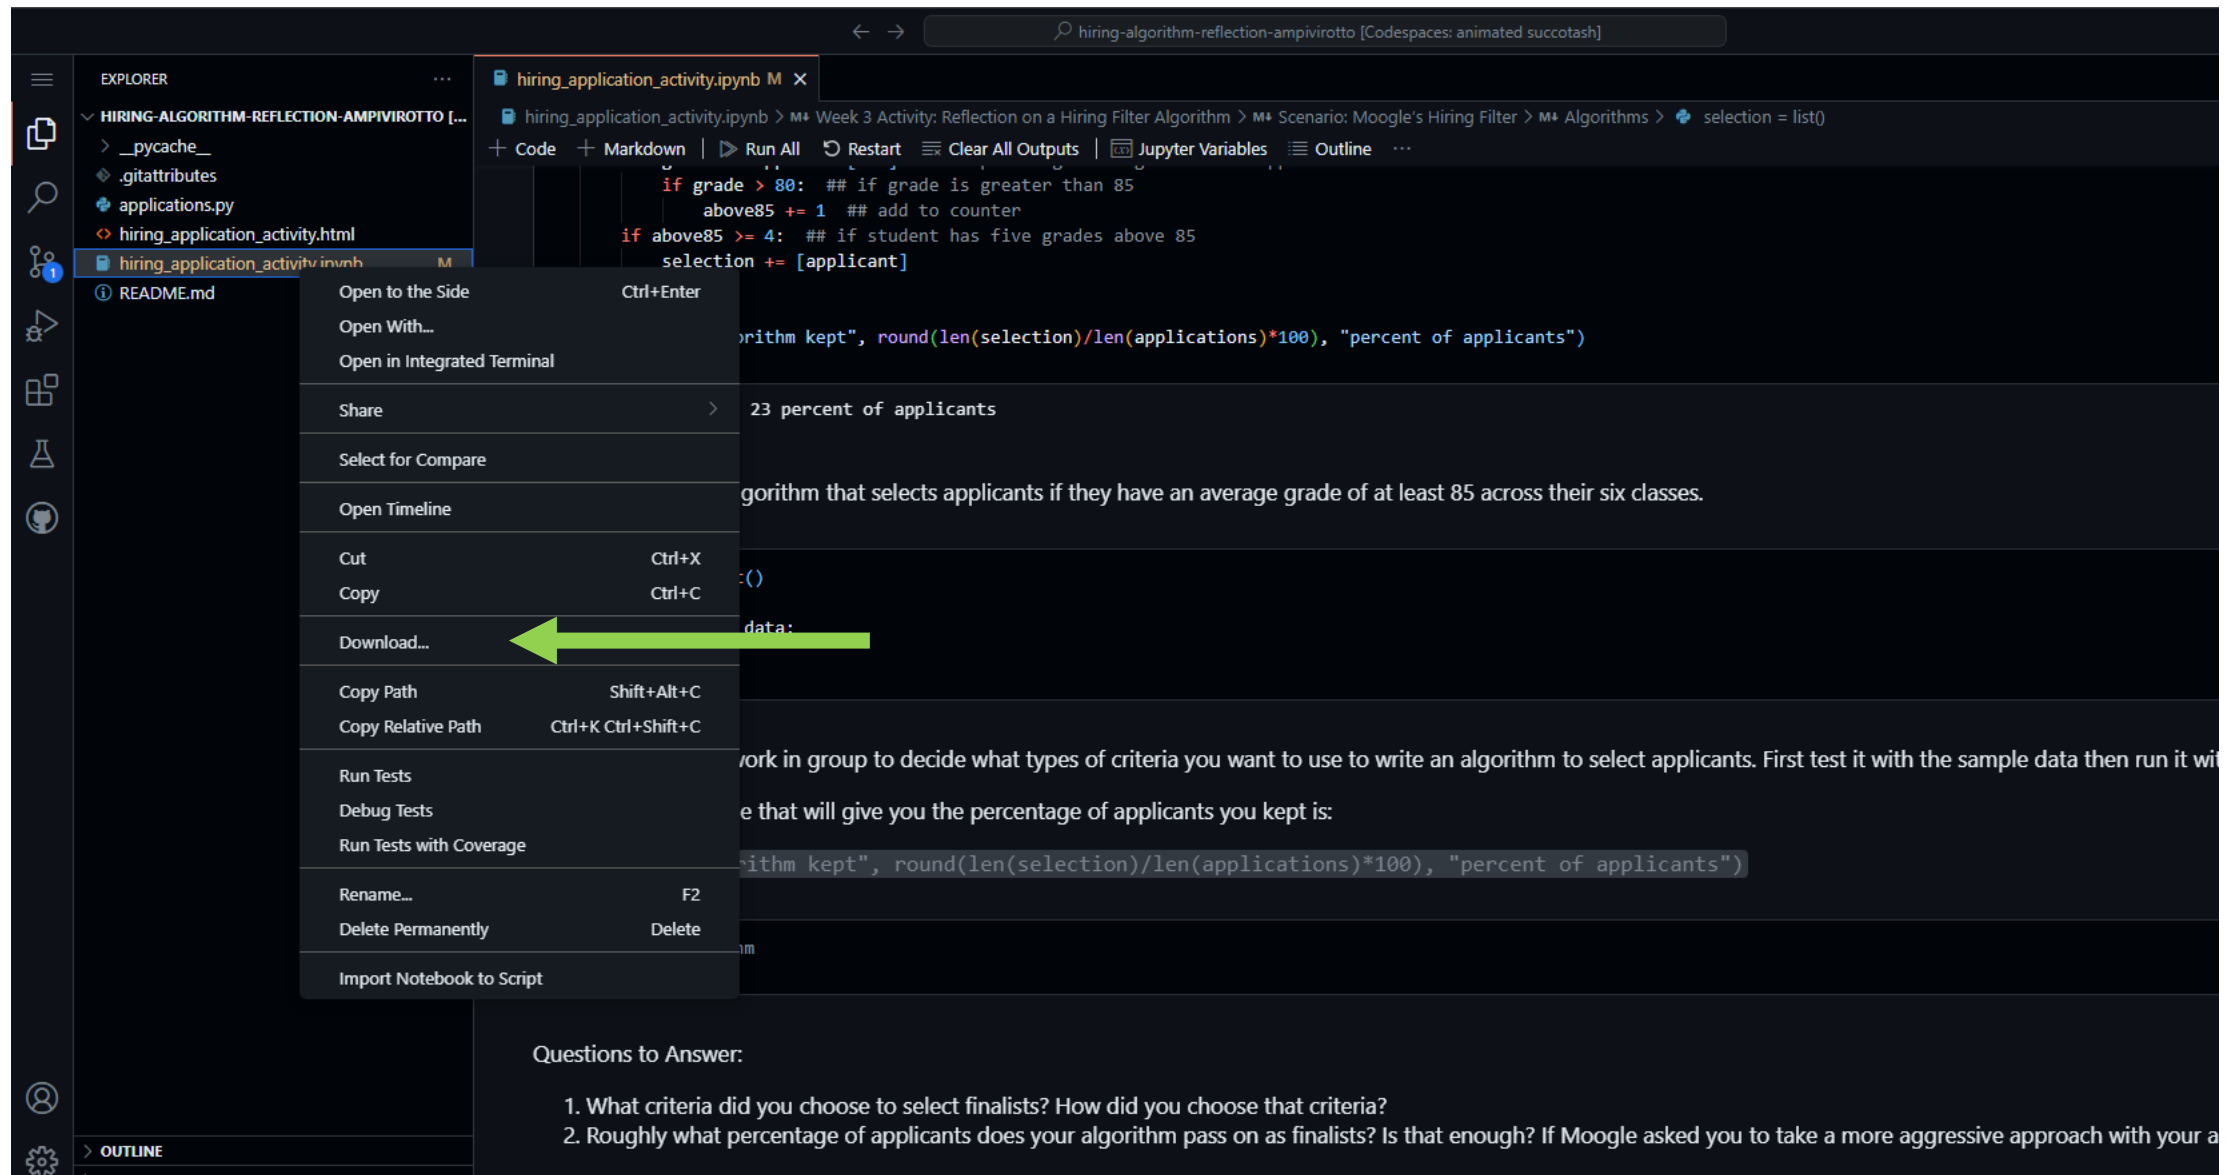 hiring-algorithm-reflection-ampivirotto [Codespaces: animated succotash]
EXPLORER
hiring_application_activity.ipynb M
HIRING-ALGORITHM-REFLECTION-AMPIVIROTTO [...
__pycache__
.gitattributes
applications.py
hiring_application_activity.html
hiring_application_activity.ipynb M
README.md
1
OUTLINE
hiring_application_activity.ipynb > M↓ Week 3 Activity: Reflection on a Hiring Filter Algorithm > M↓ Scenario: Moogle's Hiring Filter > M↓ Algorithms > selection = list()
+ Code + Markdown | Run All Restart Clear All Outputs | Jupyter Variables Outline ...
if grade > 80: ## if grade is greater than 85
above85 += 1 ## add to counter
if above85 >= 4: ## if student has five grades above 85
selection += [applicant]
Open to the Side Ctrl+Enter
Open With...
Open in Integrated Terminal
Share
Select for Compare
Open Timeline
Cut Ctrl+X
Copy Ctrl+C
Download...
Copy Path Shift+Alt+C
Copy Relative Path Ctrl+K Ctrl+Shift+C
Run Tests
Debug Tests
Run Tests with Coverage
Rename... F2
Delete Permanently Delete
Import Notebook to Script
kept", round(len(selection)/len(applications)*100), "percent of applicants")
23 percent of applicants
that selects applicants if they have an average grade of at least 85 across their six classes.
()
data:
in group to decide what types of criteria you want to use to write an algorithm to select applicants. First test it with the sample data then run it
that will give you the percentage of applicants you kept is:
kept", round(len(selection)/len(applications)*100), "percent of applicants")
Questions to Answer:
1. What criteria did you choose to select finalists? How did you choose that criteria?
2. Roughly what percentage of applicants does your algorithm pass on as finalists? Is that enough? If Moogle asked you to take a more aggressive approach with your a